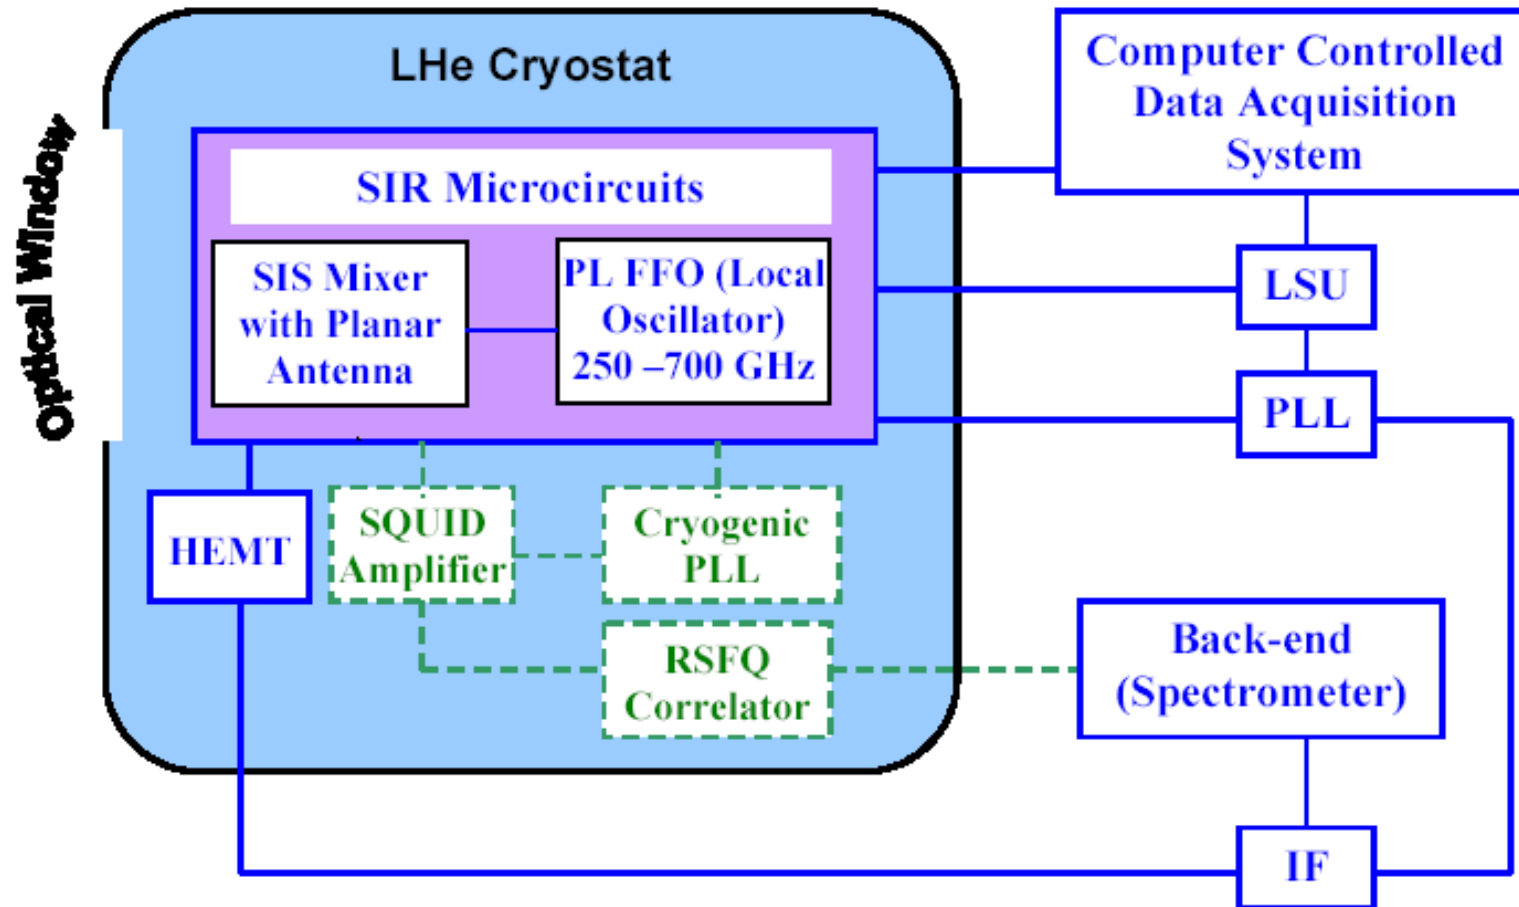 LHe Cryostat
Optical Window
SIR Microcircuits
SIS Mixer
with Planar
Antenna
PL FFO (Local
Oscillator)
250 –700 GHz
Computer Controlled
Data Acquisition
System
LSU
PLL
HEMT
SQUID
Amplifier
Cryogenic
PLL
RSFQ
Correlator
Back-end
(Spectrometer)
IF